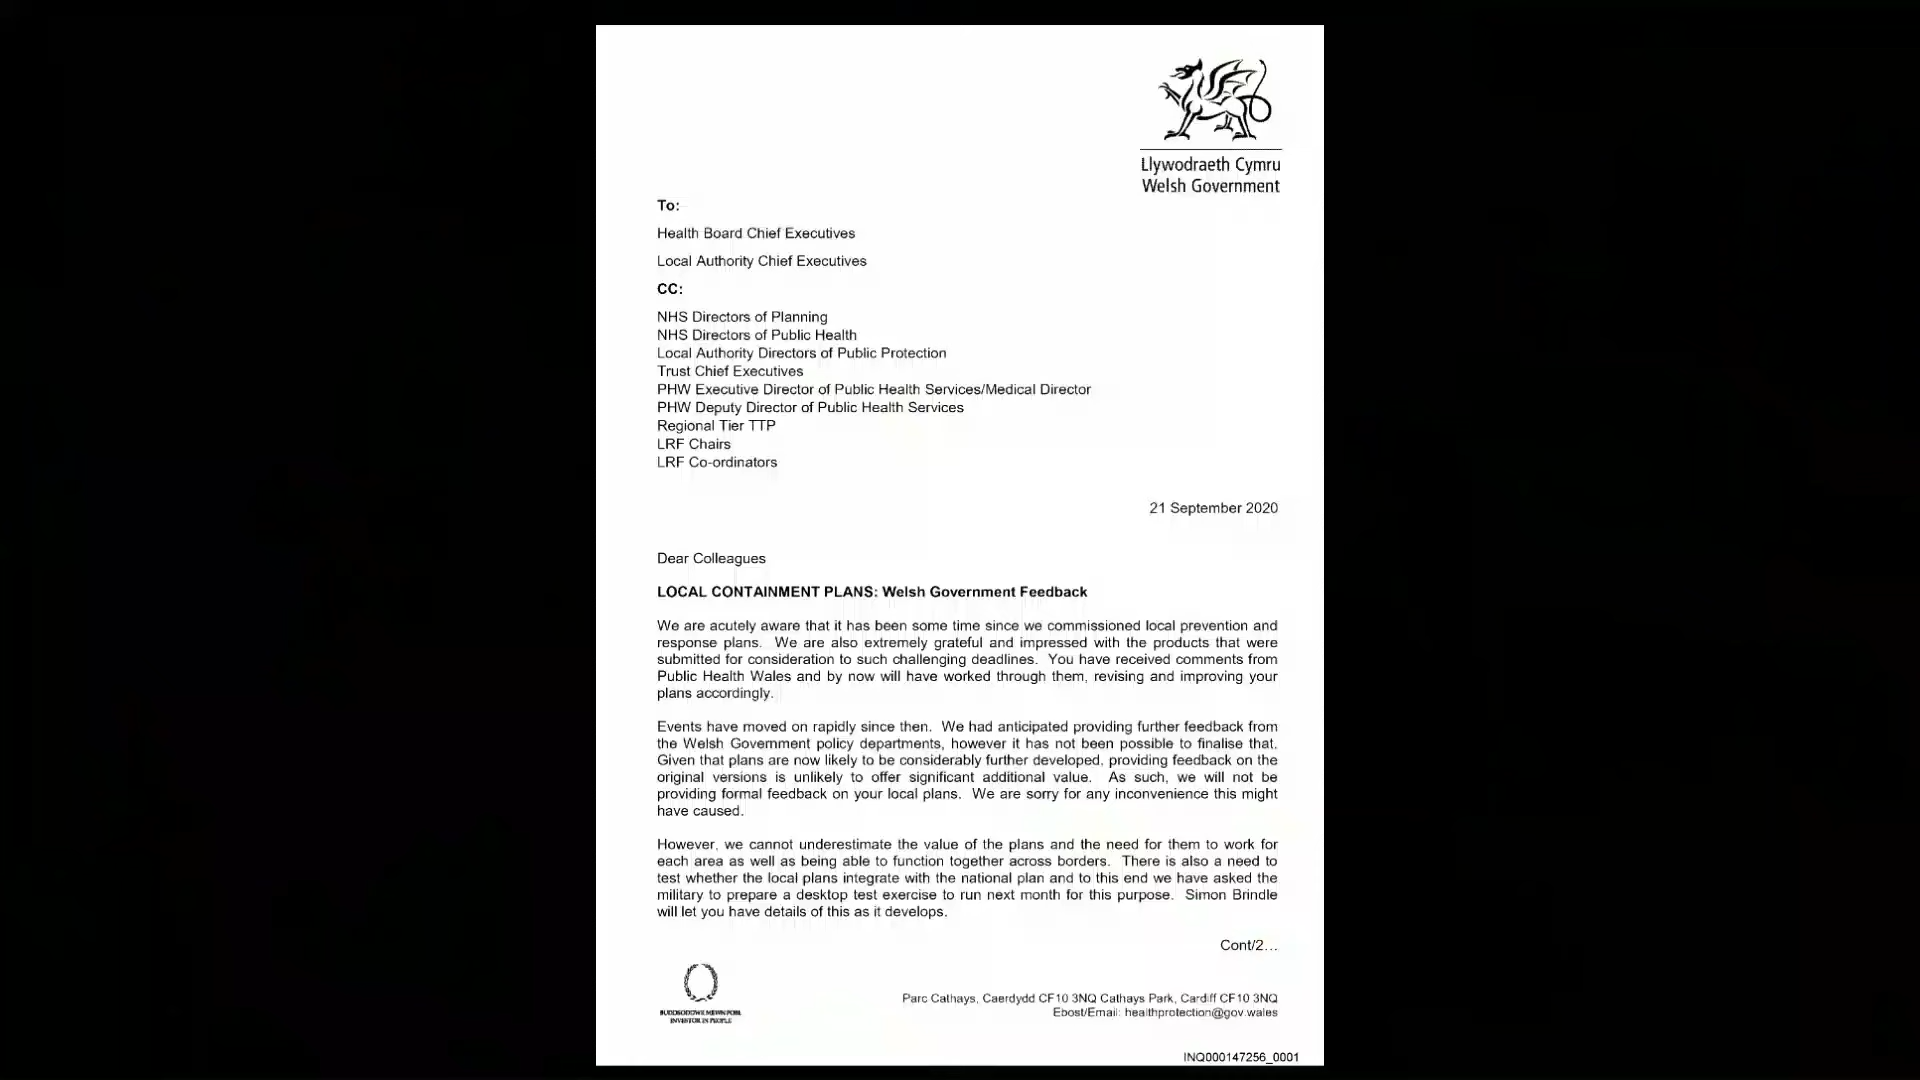 Llywodraeth Cymru
Welsh Government
To:
Health Board Chief Executives
Local Authority Chief Executives
CC:
NHS Directors of Planning
NHS Directors of Public Health
Local Authority Directors of Public Protection
Trust Chief Executives
PHW Executive Director of Public Health Services/Medical Director
PHW Deputy Director of Public Health Services
Regional Tier TTP
LRF Chairs
LRF Co-ordinators
21 September 2020
Dear Colleagues
LOCAL CONTAINMENT PLANS: Welsh Government Feedback
We are acutely aware that it has been some time since we commissioned local prevention and
response plans. We are also extremely grateful and impressed with the products that were
submitted for consideration to such challenging deadlines. You have received comments from
Public Health Wales and by now will have worked through them, revising and improving your
plans accordingly.
Events have moved on rapidly since then. We had anticipated providing further feedback from
the Welsh Government policy departments, however it has not been possible to finalise that.
Given that plans are now likely to be considerably further developed, providing feedback on the
original versions is unlikely to offer significant additional value. As such, we will not be
providing formal feedback on your local plans. We are sorry for any inconvenience this might
have caused.
However, we cannot underestimate the value of the plans and the need for them to work for
each area as well as being able to function together across borders. There is also a need to
test whether the local plans integrate with the national plan and to this end we have asked the
military to prepare a desktop test exercise to run next month for this purpose. Simon Brindle
will let you have details of this as it develops.
Cont/2…
BUDDSODDWR MEWN POBL
INVESTOR IN PEOPLE
Parc Cathays, Caerdydd CF10 3NQ Cathays Park, Cardiff CF10 3NQ
Ebost/Email: healthprotection@gov.wales
INQ000147256_0001